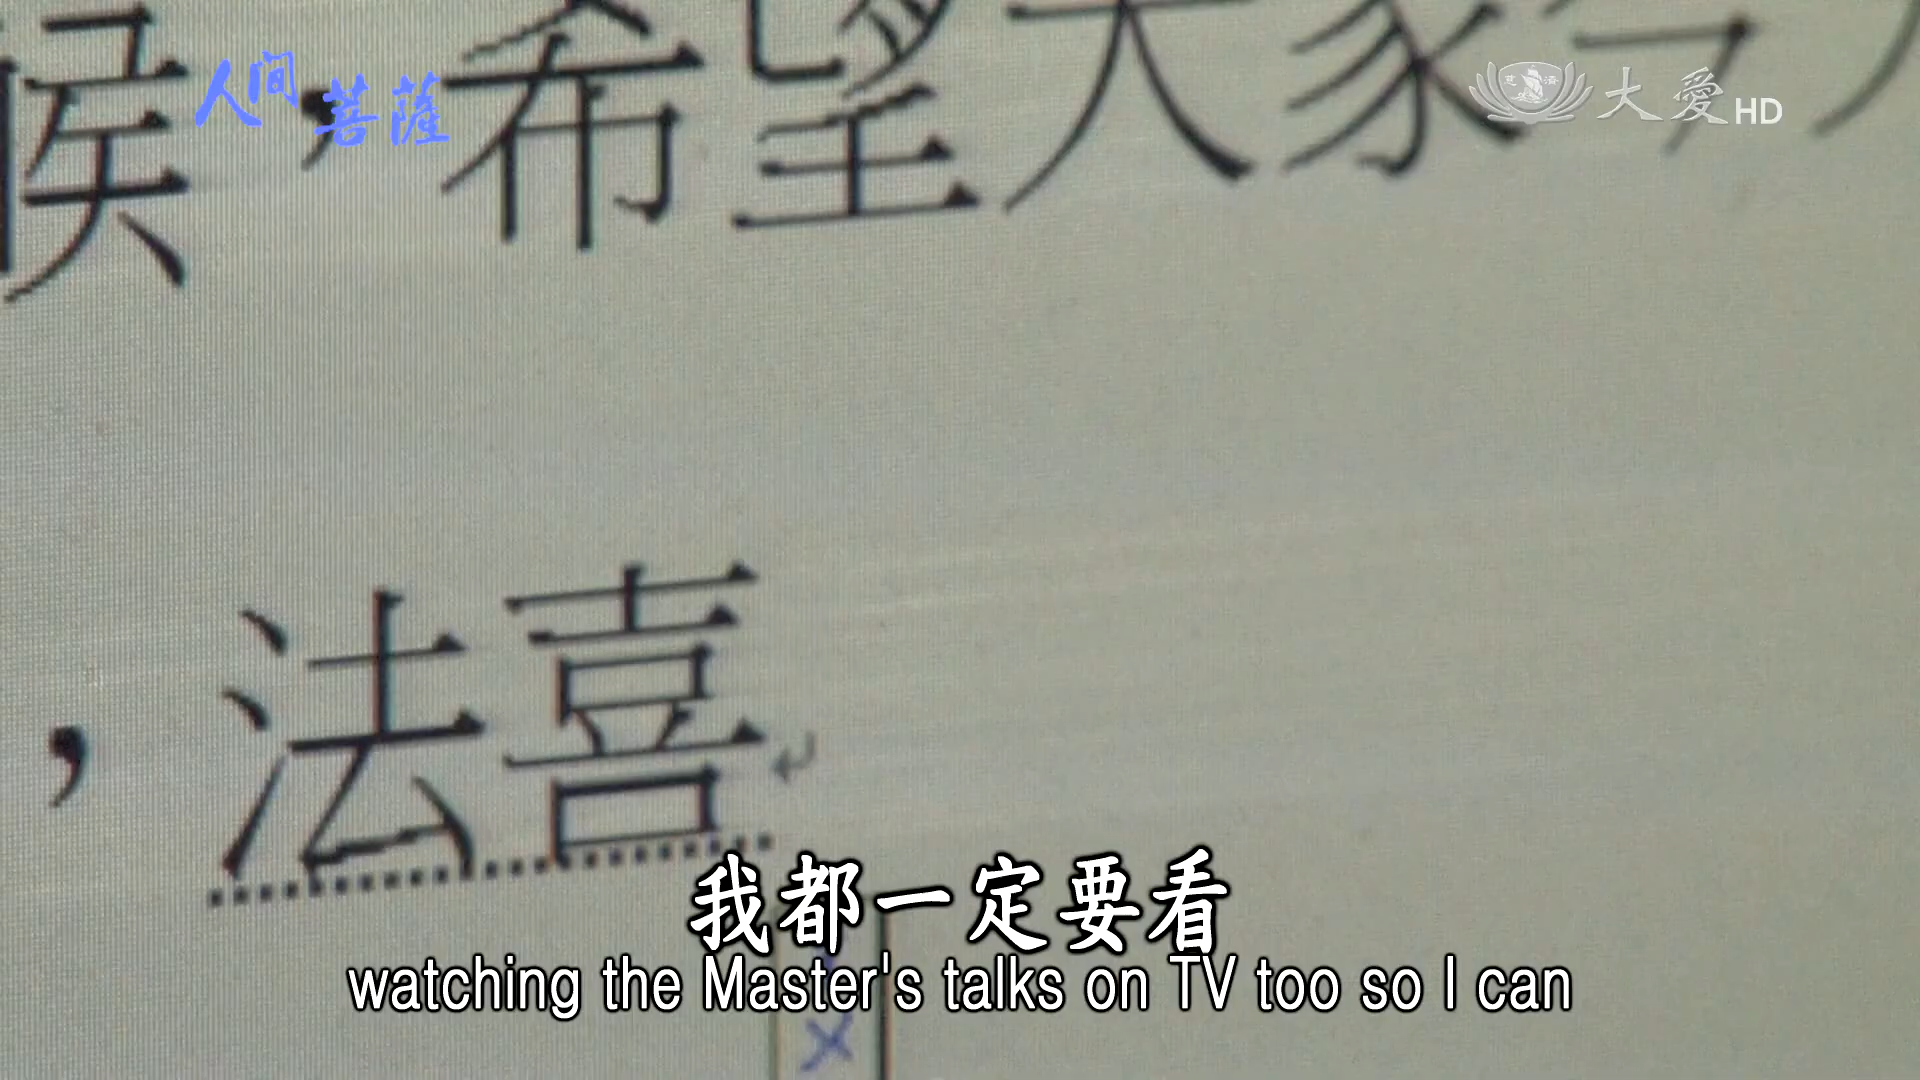 人間菩薩
大愛HD
候，希望大家今
，法喜
我都一定要看
watching the Master's talks on TV too so I can